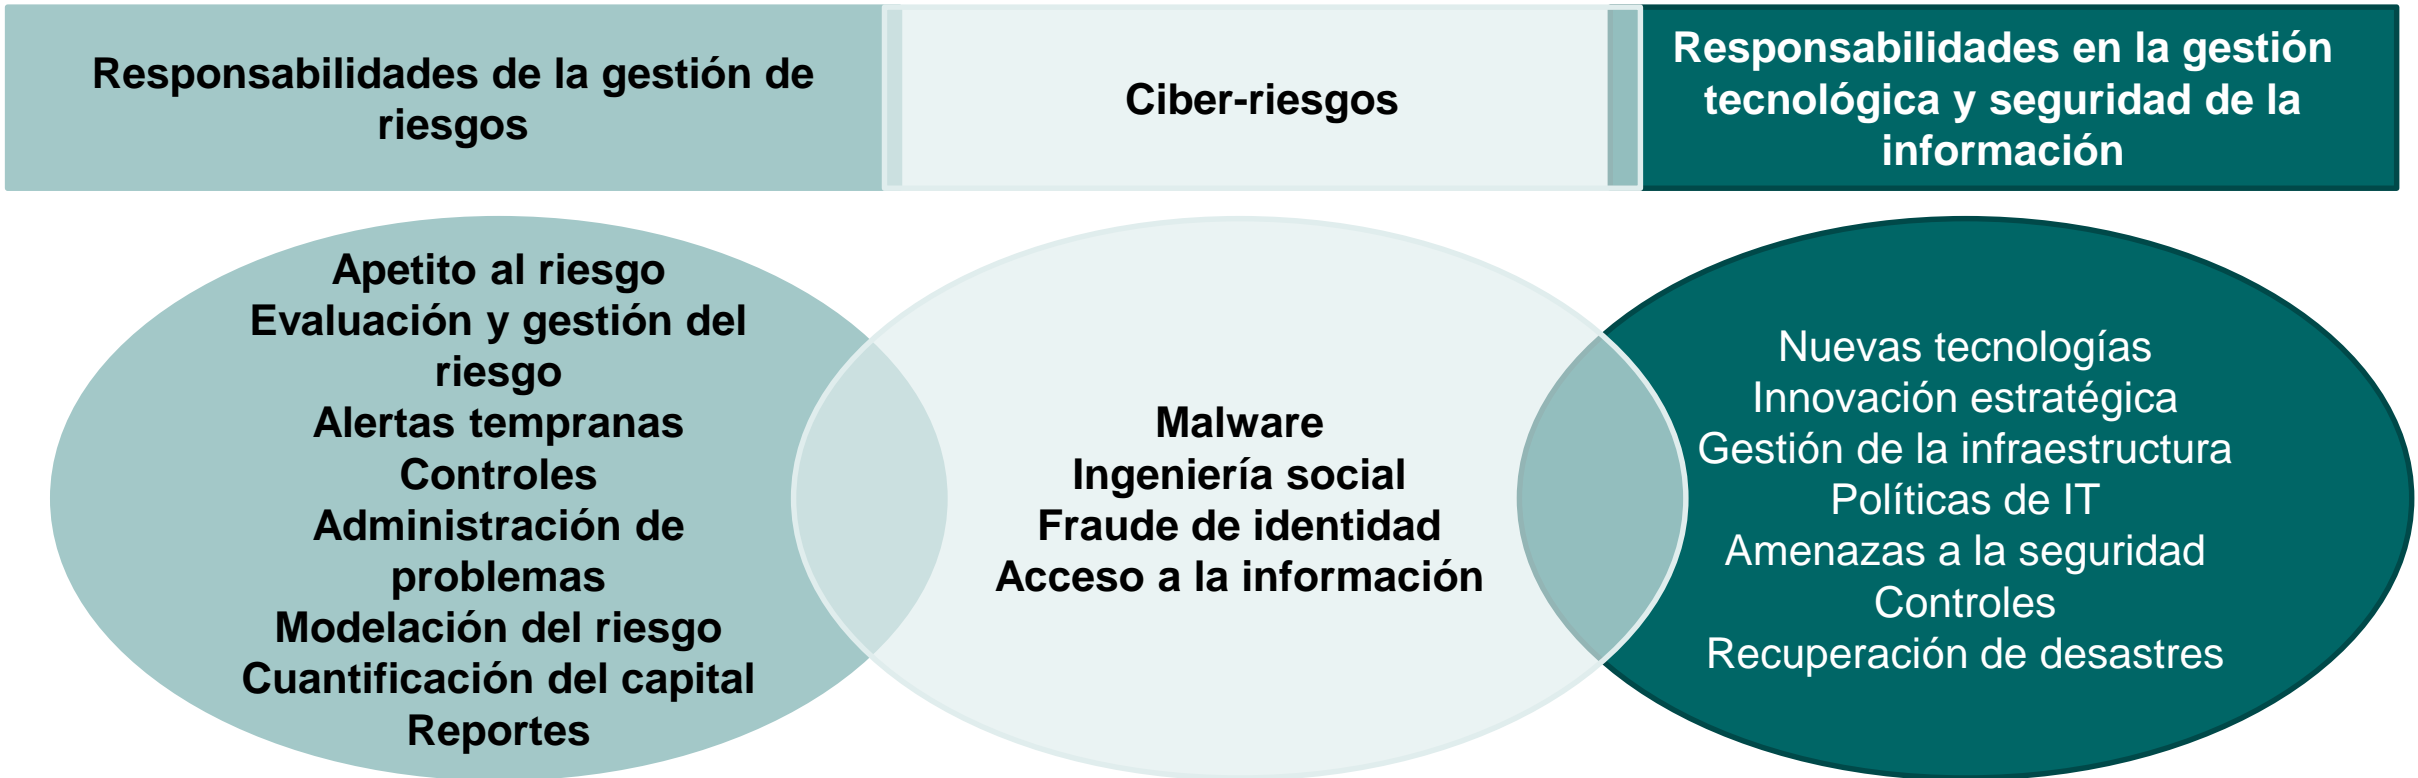 Responsabilidades de la gestión de
riesgos
Ciber-riesgos
Responsabilidades en la gestión
tecnológica y seguridad de la
información
Apetito al riesgo
Evaluación y gestión del
riesgo
Alertas tempranas
Controles
Administración de
problemas
Modelación del riesgo
Cuantificación del capital
Reportes
Malware
Ingeniería social
Fraude de identidad
Acceso a la información
Nuevas tecnologías
Innovación estratégica
Gestión de la infraestructura
Políticas de IT
Amenazas a la seguridad
Controles
Recuperación de desastres